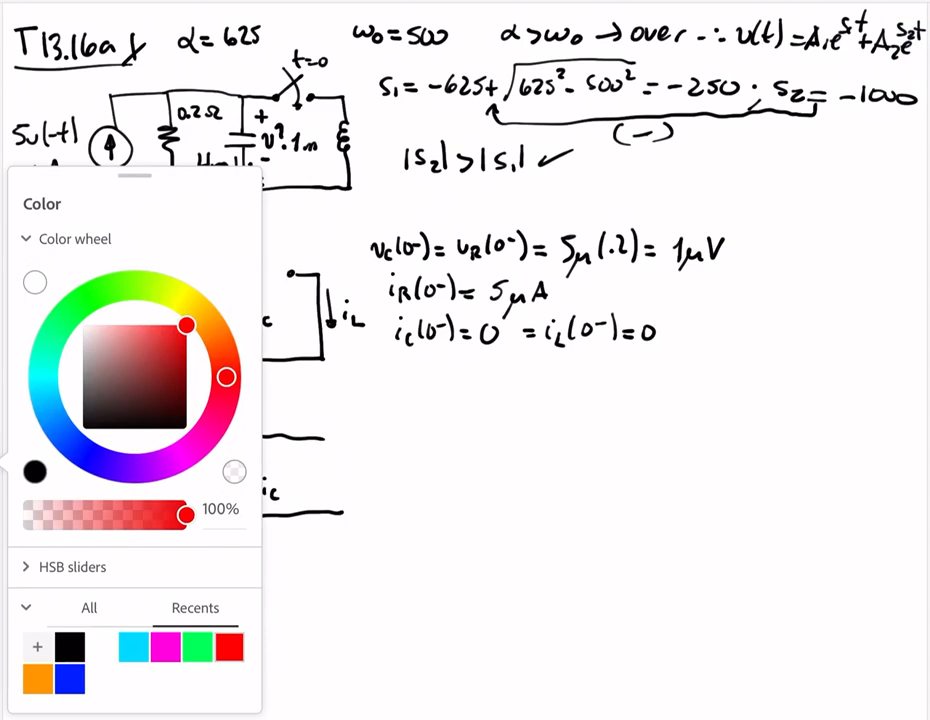 T13.16a α=625 ω₀=500 α>ω₀ → over ∴ v(t)=A₁e^s₁t+A₂e^s₂t
t=0 s₁=-625+√625²-500² = -250. s₂=-1000
0.2Ω + (-)
5u(-t) v? 1m |s₂|>|s₁| ✓
-
Color
Color wheel
v_C(0-)=v_R(0-)=5μ(.2)=1μV
i_R(0-)=5μA
c i_L i_C(0-)=0 =i_L(0-)=0
i_C
100%
HSB sliders
All Recents
+